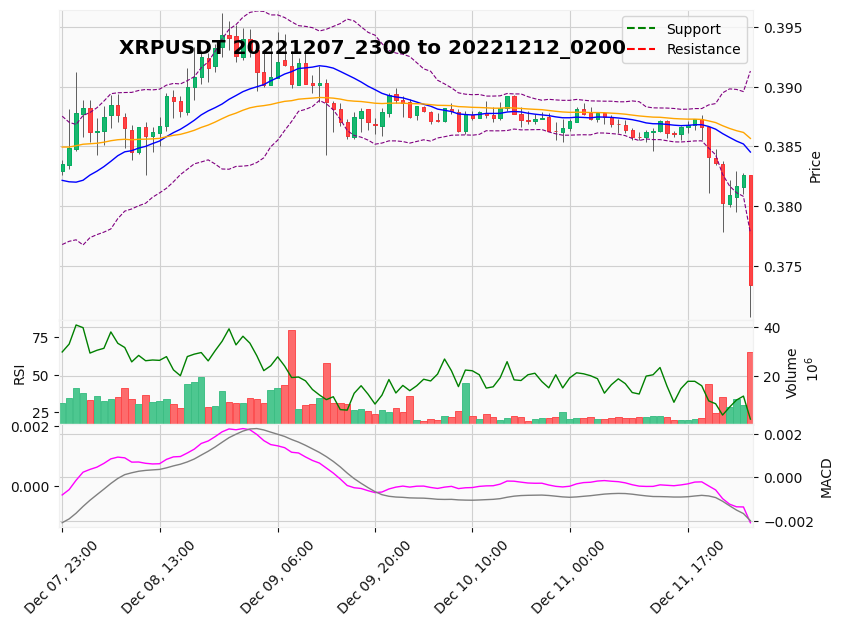 XRPUSDT 20221207_2300 to 20221212_0200
Support
Resistance
0.395
0.390
0.385
0.380
0.375
Price
75
50
25
RSI
40
20
Volume
10^6
0.002
0.000
0.002
0.000
−0.002
MACD
Dec 07, 23:00
Dec 08, 13:00
Dec 09, 06:00
Dec 09, 20:00
Dec 10, 10:00
Dec 11, 00:00
Dec 11, 17:00